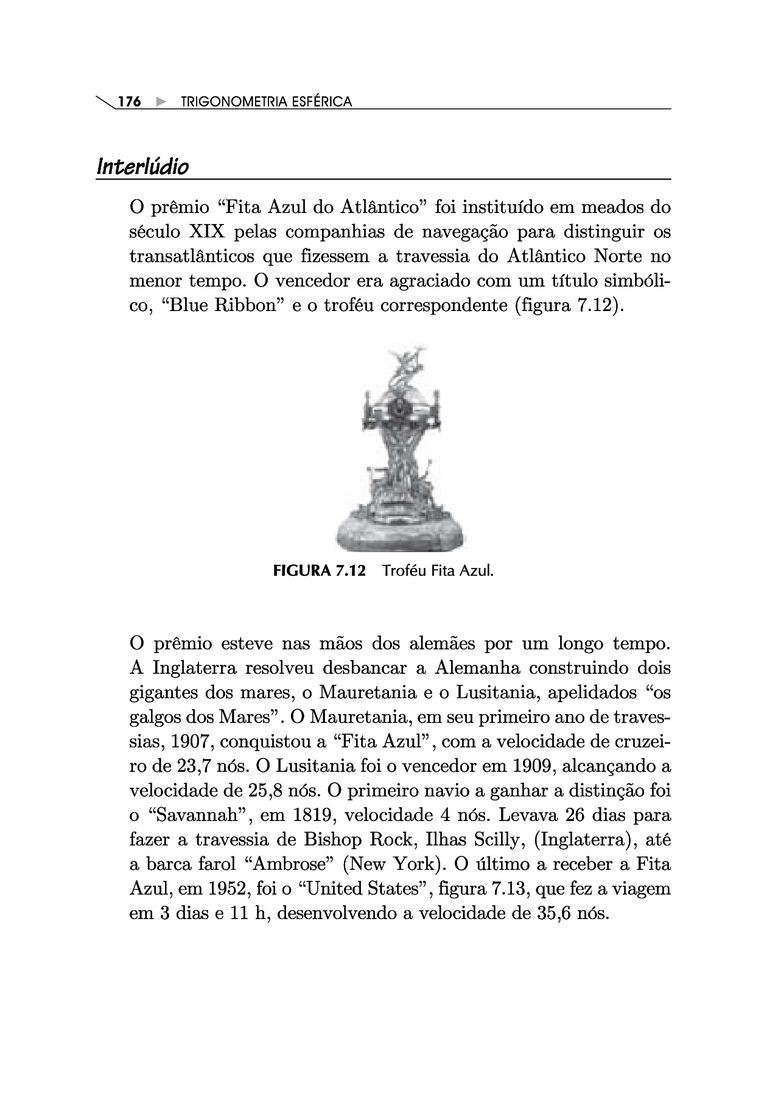 176 ▶ TRIGONOMETRIA ESFÉRICA
Interlúdio
O prêmio “Fita Azul do Atlântico” foi instituído em meados do
século XIX pelas companhias de navegação para distinguir os
transatlânticos que fizessem a travessia do Atlântico Norte no
menor tempo. O vencedor era agraciado com um título simbóli-
co, “Blue Ribbon” e o troféu correspondente (figura 7.12).
FIGURA 7.12 Troféu Fita Azul.
O prêmio esteve nas mãos dos alemães por um longo tempo.
A Inglaterra resolveu desbancar a Alemanha construindo dois
gigantes dos mares, o Mauretania e o Lusitania, apelidados “os
galgos dos Mares”. O Mauretania, em seu primeiro ano de traves-
sias, 1907, conquistou a “Fita Azul”, com a velocidade de cruzei-
ro de 23,7 nós. O Lusitania foi o vencedor em 1909, alcançando a
velocidade de 25,8 nós. O primeiro navio a ganhar a distinção foi
o “Savannah”, em 1819, velocidade 4 nós. Levava 26 dias para
fazer a travessia de Bishop Rock, Ilhas Scilly, (Inglaterra), até
a barca farol “Ambrose” (New York). O último a receber a Fita
Azul, em 1952, foi o “United States”, figura 7.13, que fez a viagem
em 3 dias e 11 h, desenvolvendo a velocidade de 35,6 nós.